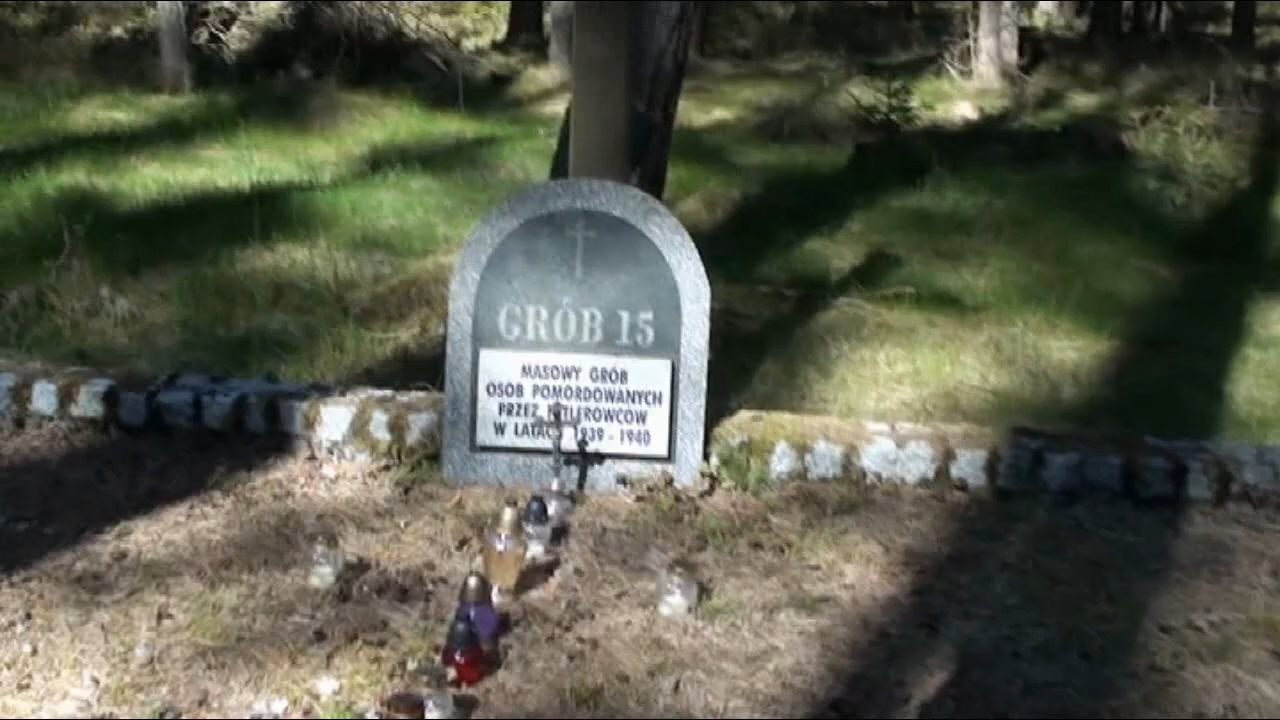 GRÓB 15
MASOWY GRÓB
OSÓB POMORDOWANYCH
PRZEZ HITLEROWCÓW
W LATACH 1939 - 1940